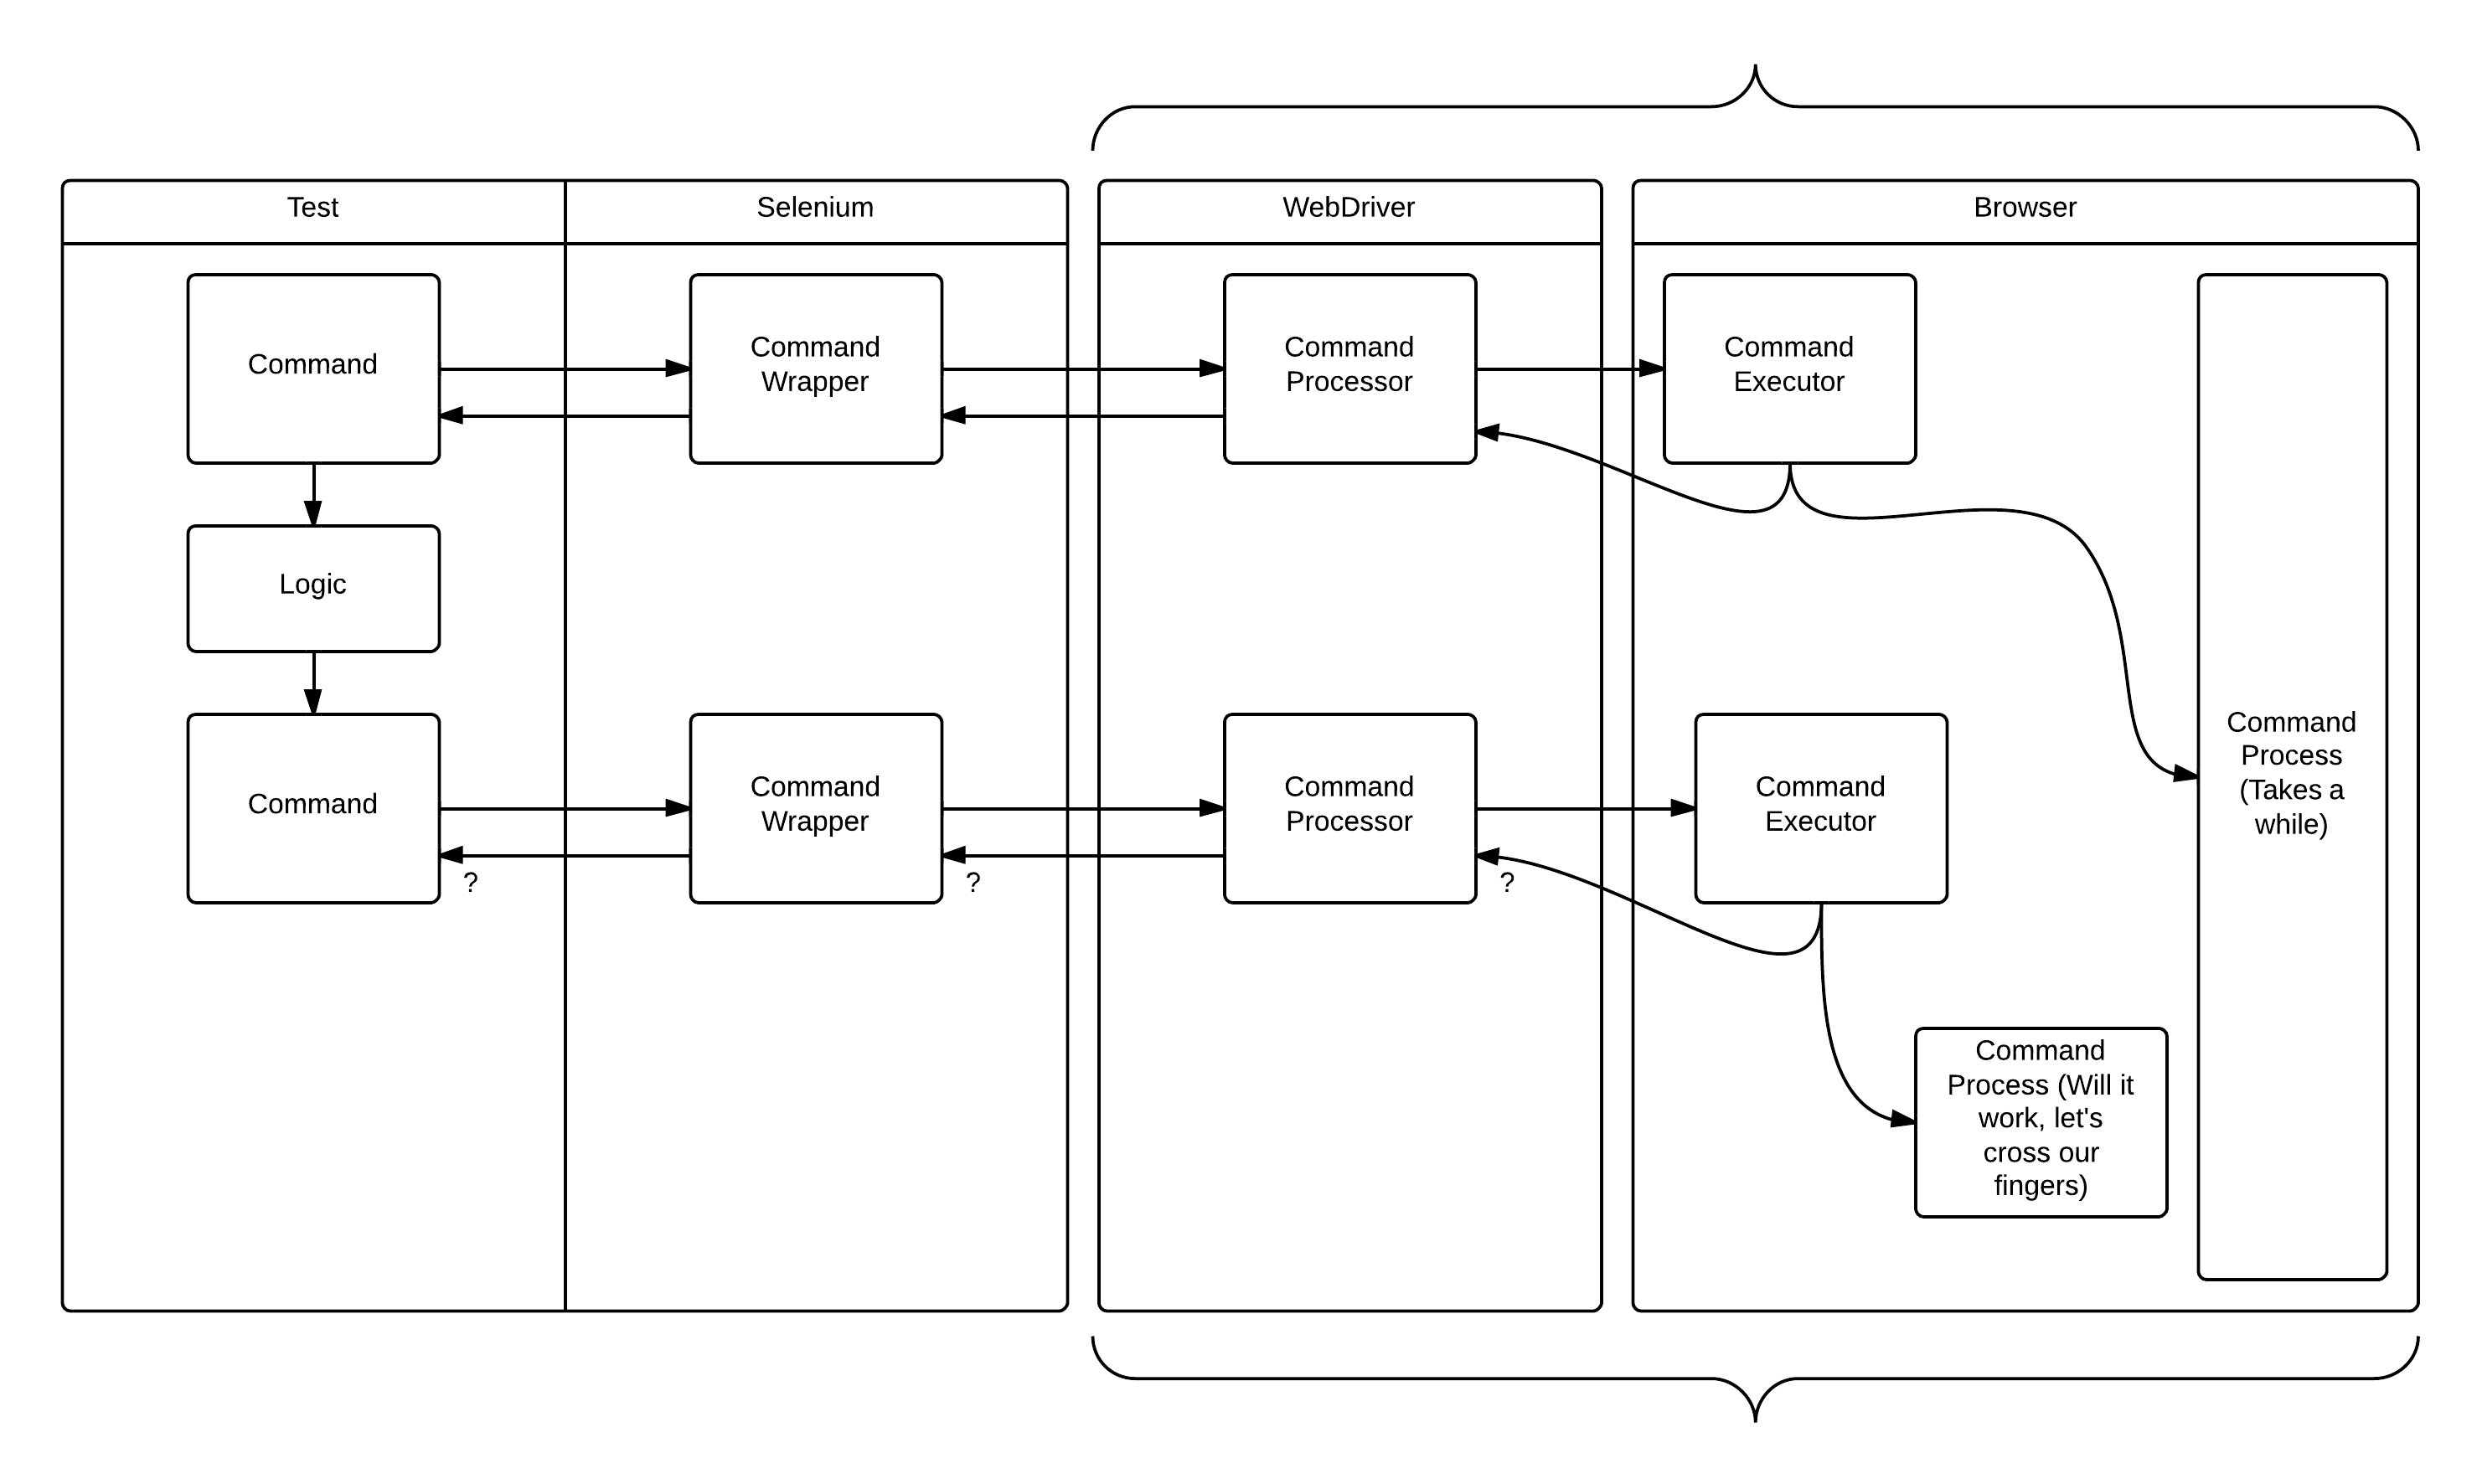 Test
Selenium
WebDriver
Browser
Command
Command
Wrapper
Command
Processor
Command
Executor
Logic
Command
Command
Wrapper
Command
Processor
Command
Executor
Command
Process
(Takes a
while)
?
?
?
Command
Process (Will it
work, let's
cross our
fingers)